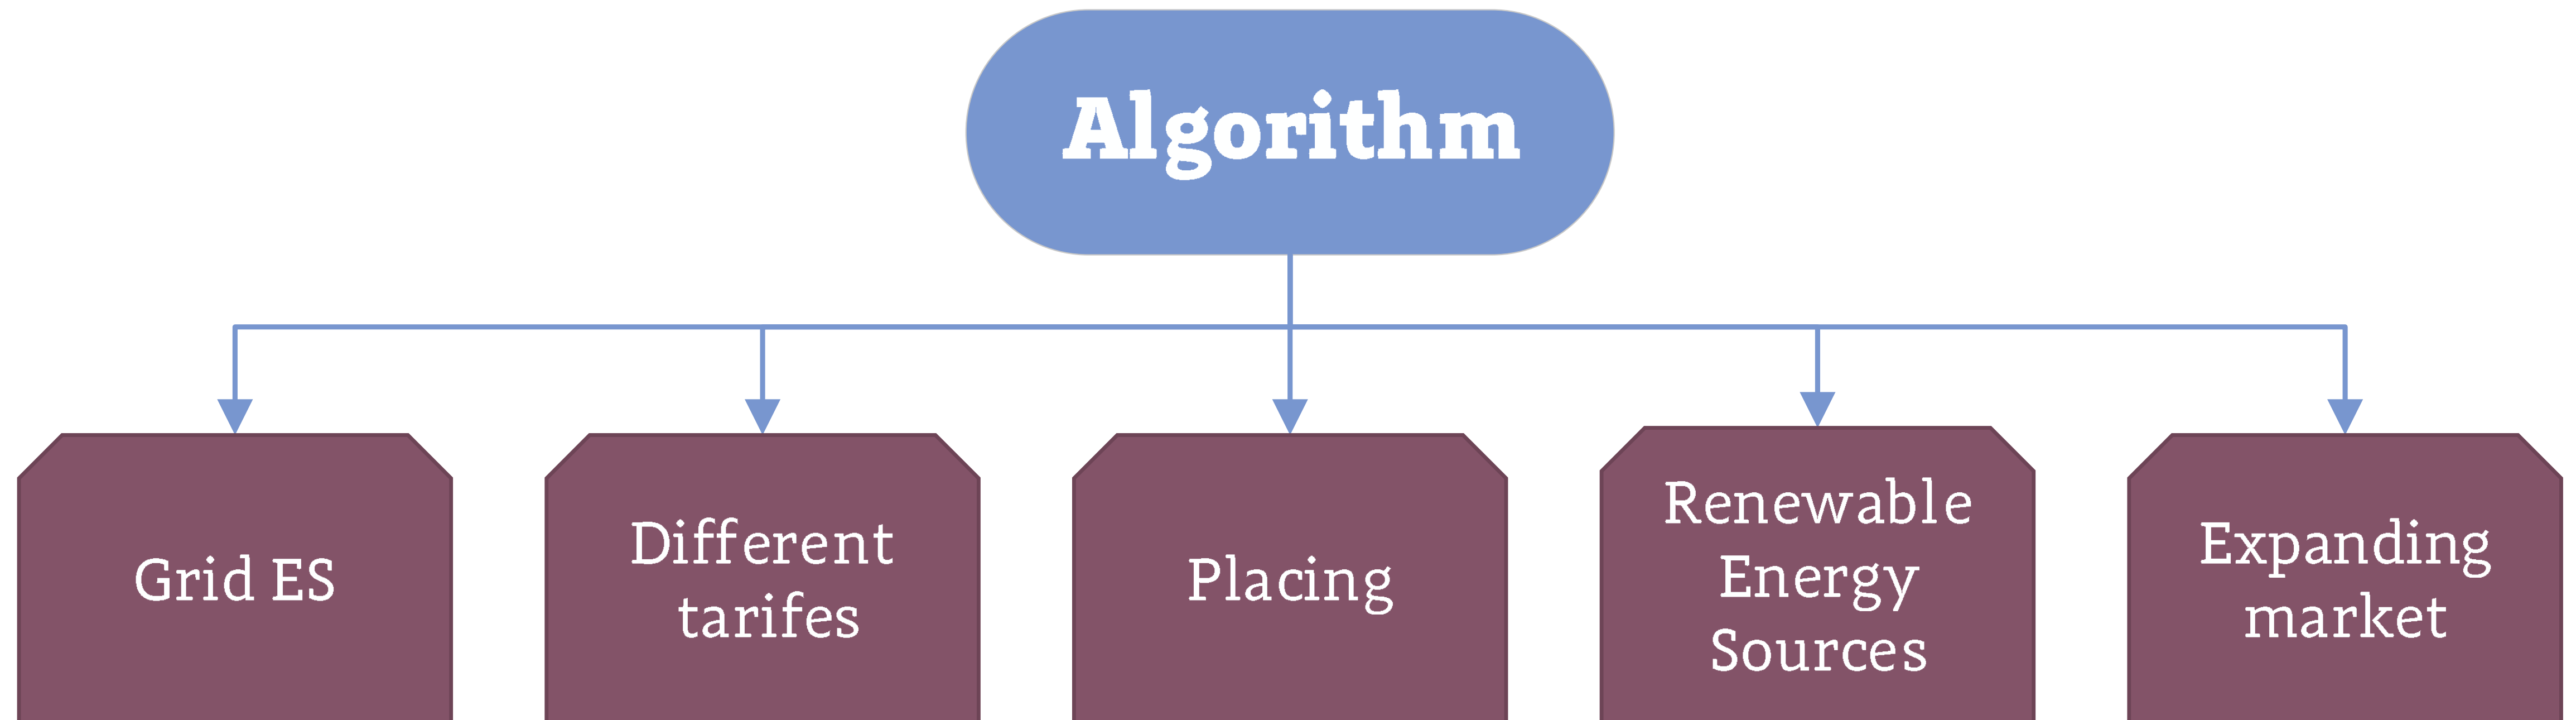 Algorithm
Grid ES
Different
tarifes
Placing
Renewable
Energy
Sources
Expanding
market